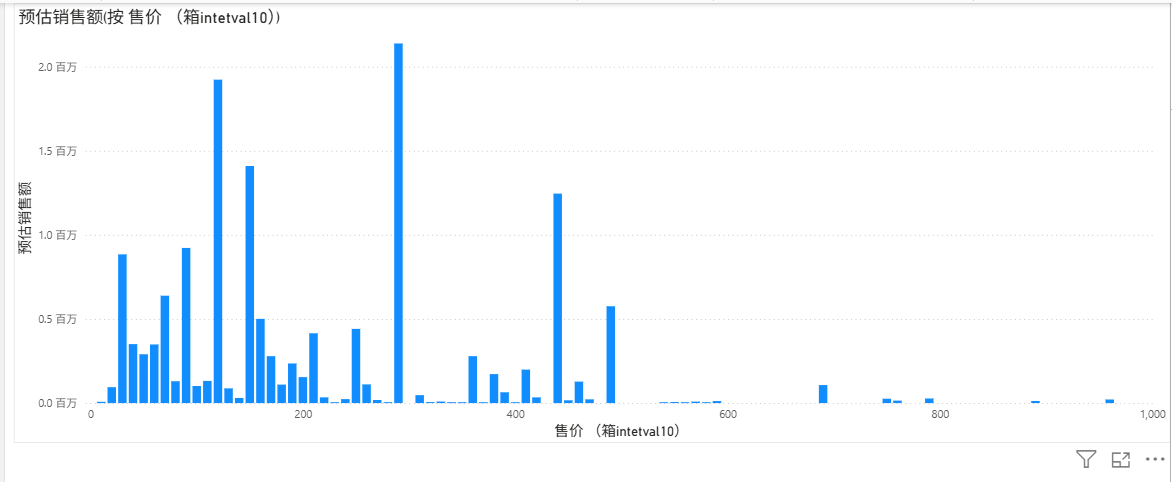 预估销售额(按 售价 （箱intetval10）)
2.0 百万
1.5 百万
1.0 百万
0.5 百万
0.0 百万
预估销售额
0 200 400 600 800 1,000
售价 （箱intetval10）